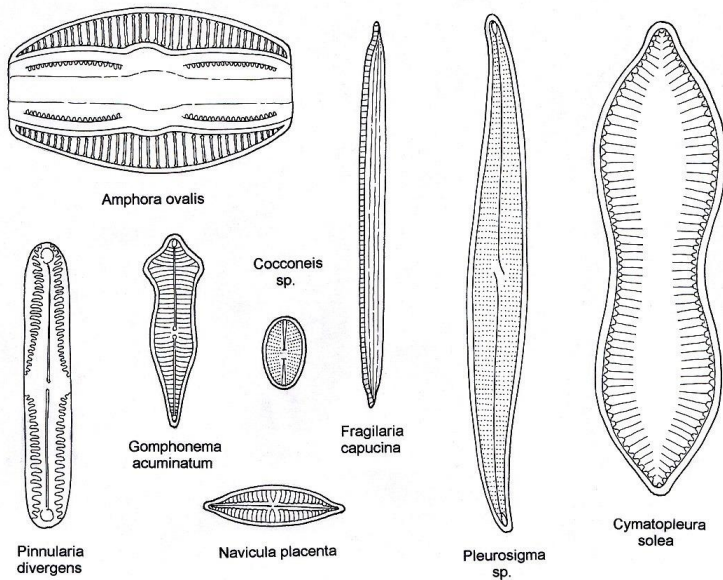 Amphora ovalis
Cocconeis
sp.
Gomphonema
acuminatum
Fragilaria
capucina
Pinnularia
divergens
Navicula placenta
Pleurosigma
sp.
Cymatopleura
solea